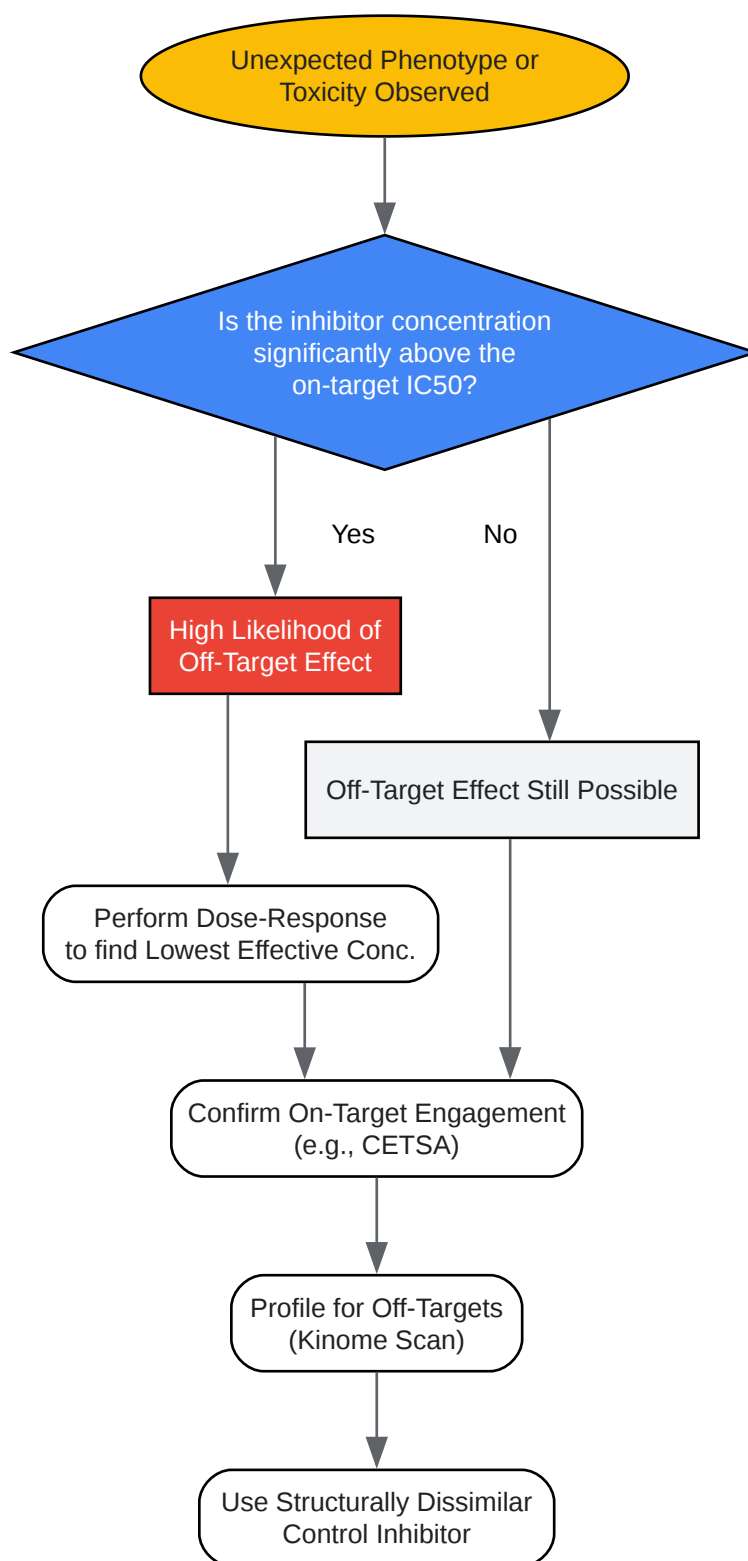 Unexpected Phenotype or
Toxicity Observed
Is the inhibitor concentration
significantly above the
on-target IC50?
Yes
No
High Likelihood of
Off-Target Effect
Off-Target Effect Still Possible
Perform Dose-Response
to find Lowest Effective Conc.
Confirm On-Target Engagement
(e.g., CETSA)
Profile for Off-Targets
(Kinome Scan)
Use Structurally Dissimilar
Control Inhibitor